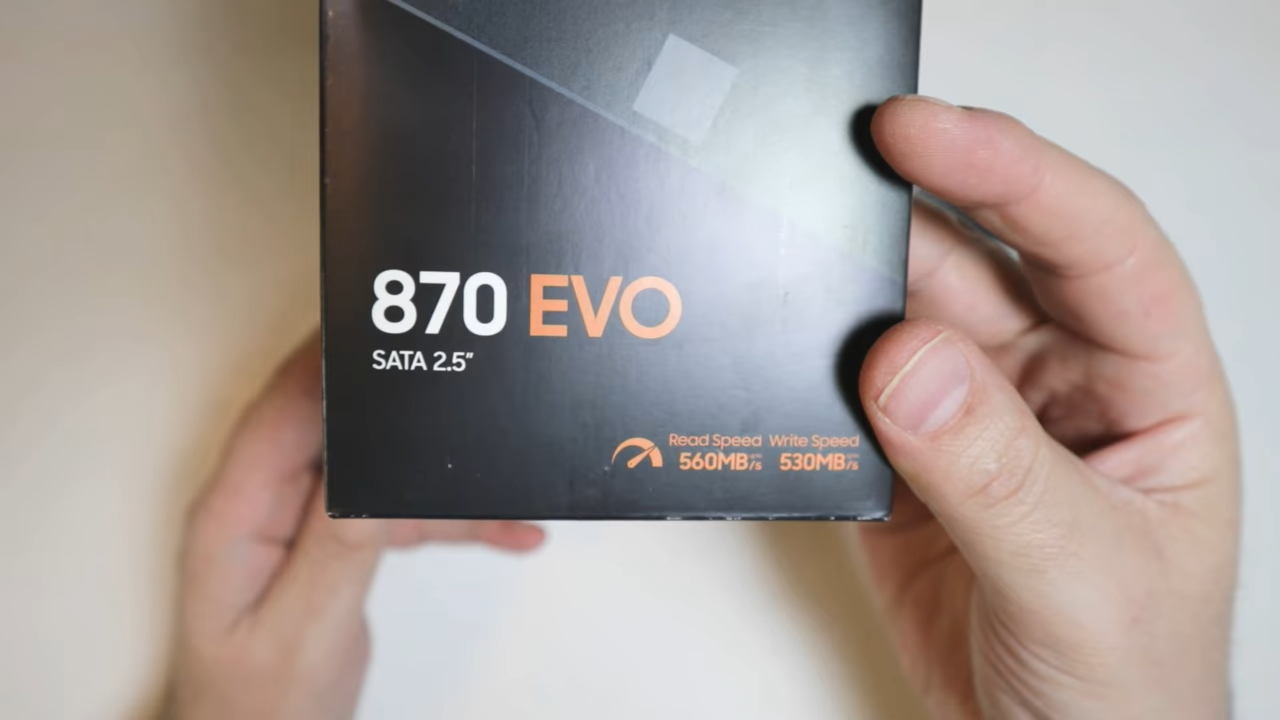 870 EVO
SATA 2.5"
Read Speed Write Speed
560MB/s 530MB/s